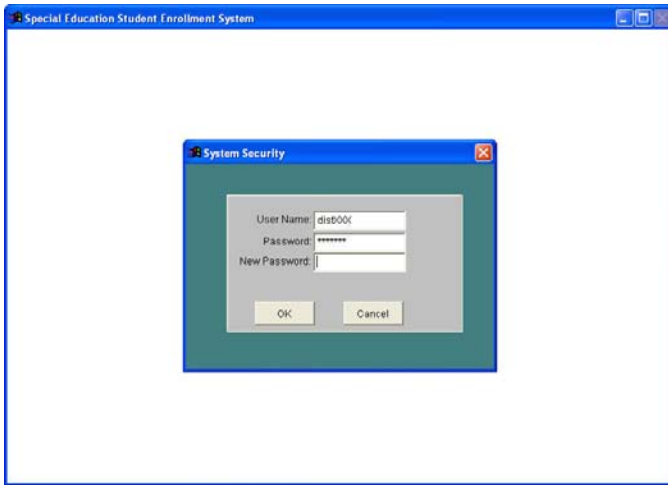 Special Education Student Enrollment System
System Security
User Name:
Password: *******
New Password:
OK Cancel